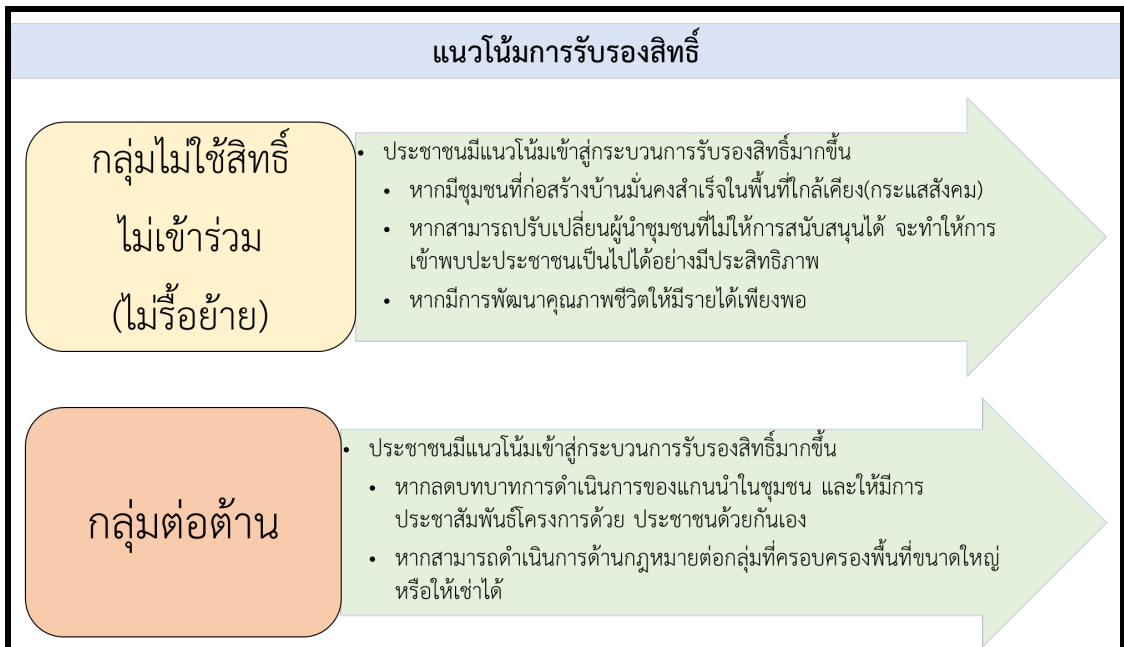 แนวโน้มการรับรองสิทธิ์
กลุ่มไม่ใช้สิทธิ์
ไม่เข้าร่วม
(ไม่รื้อย้าย)
• ประชาชนมีแนวโน้มเข้าสู่กระบวนการรับรองสิทธิ์มากขึ้น
• หากมีชุมชนที่ก่อสร้างบ้านมั่นคงสำเร็จในพื้นที่ใกล้เคียง(กระแสสังคม)
• หากสามารถปรับเปลี่ยนผู้นำชุมชนที่ไม่ให้การสนับสนุนได้ จะทำให้การ
เข้าพบปะประชาชนเป็นไปได้อย่างมีประสิทธิภาพ
• หากมีการพัฒนาคุณภาพชีวิตให้มีรายได้เพียงพอ
กลุ่มต่อต้าน
• ประชาชนมีแนวโน้มเข้าสู่กระบวนการรับรองสิทธิ์มากขึ้น
• หากลดบทบาทการดำเนินการของแกนนำในชุมชน และให้มีการ
ประชาสัมพันธ์โครงการด้วย ประชาชนด้วยกันเอง
• หากสามารถดำเนินการด้านกฎหมายต่อกลุ่มที่ครอบครองพื้นที่ขนาดใหญ่
หรือให้เช่าได้